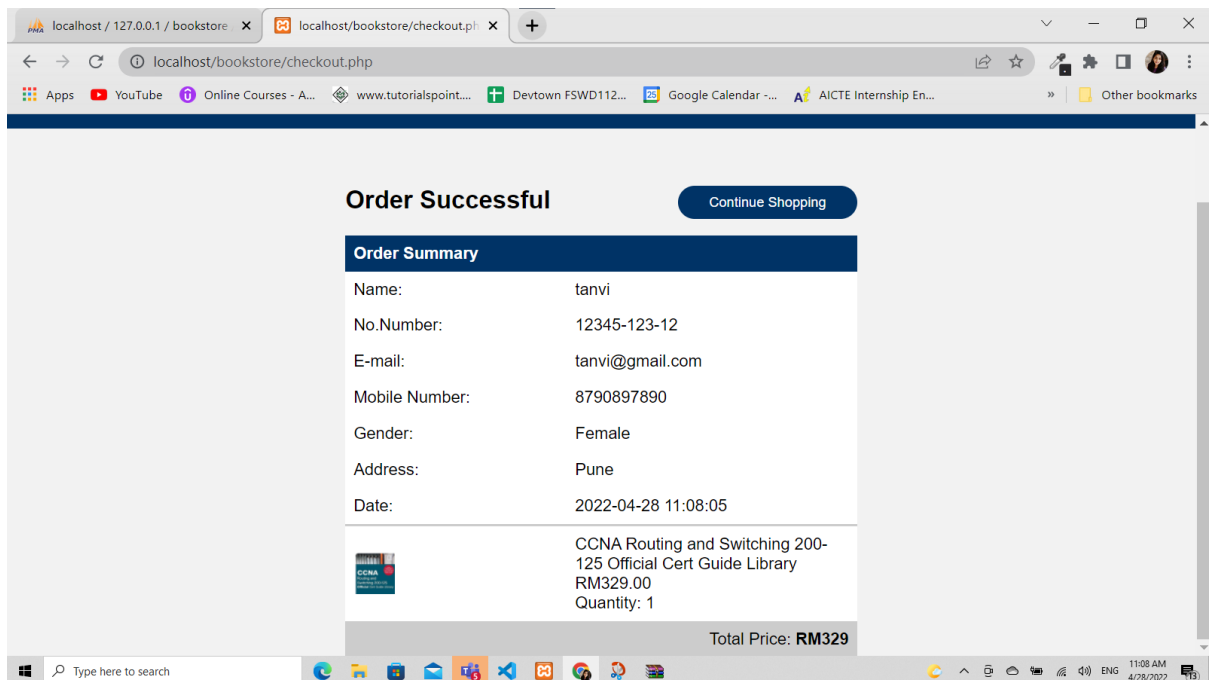 localhost / 127.0.0.1 / bookstore
localhost/bookstore/checkout.ph
localhost/bookstore/checkout.php
Apps YouTube Online Courses - A... www.tutorialspoint.... Devtown FSWD112... Google Calendar -... AICTE Internship En... » Other bookmarks
Order Successful
Continue Shopping
Order Summary
Name: tanvi
No.Number: 12345-123-12
E-mail: tanvi@gmail.com
Mobile Number: 8790897890
Gender: Female
Address: Pune
Date: 2022-04-28 11:08:05
CCNA
CCNA Routing and Switching 200-
125 Official Cert Guide Library
RM329.00
Quantity: 1
Total Price: RM329
Type here to search
ENG
11:08 AM
4/28/2022